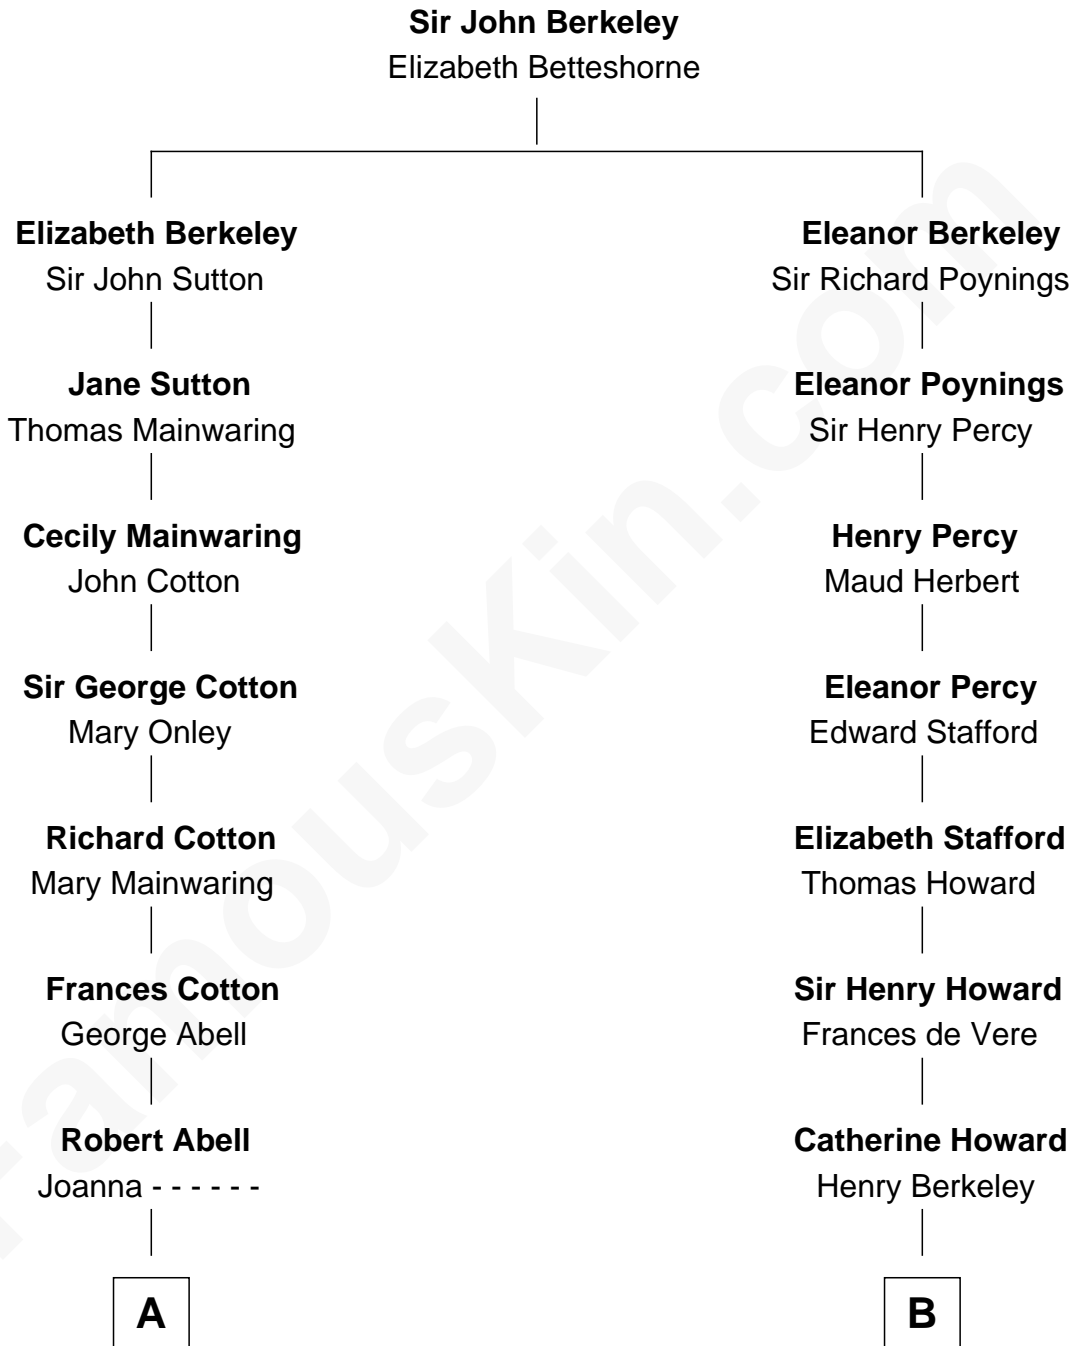 Sir John Berkeley
Elizabeth Betteshorne
Elizabeth Berkeley
Sir John Sutton
Jane Sutton
Thomas Mainwaring
Cecily Mainwaring
John Cotton
Sir George Cotton
Mary Onley
Richard Cotton
Mary Mainwaring
Frances Cotton
George Abell
Robert Abell
Joanna - - - - - -
A
Eleanor Berkeley
Sir Richard Poynings
Eleanor Poynings
Sir Henry Percy
Henry Percy
Maud Herbert
Eleanor Percy
Edward Stafford
Elizabeth Stafford
Thomas Howard
Sir Henry Howard
Frances de Vere
Catherine Howard
Henry Berkeley
B
FamousKin.com